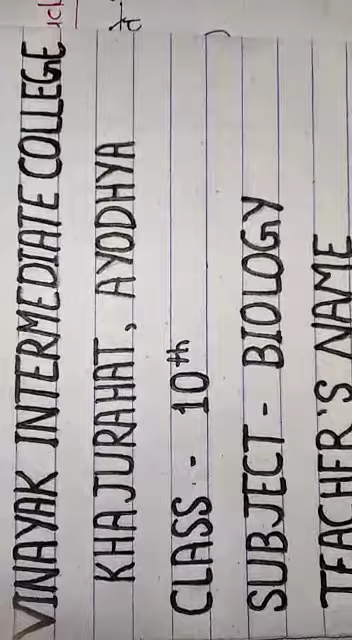 VINAYAK INTERMEDIATE COLLEGE
KHAJURAHAT, AYODHYA
CLASS - 10th
SUBJECT - BIOLOGY
TEACHER'S NAME